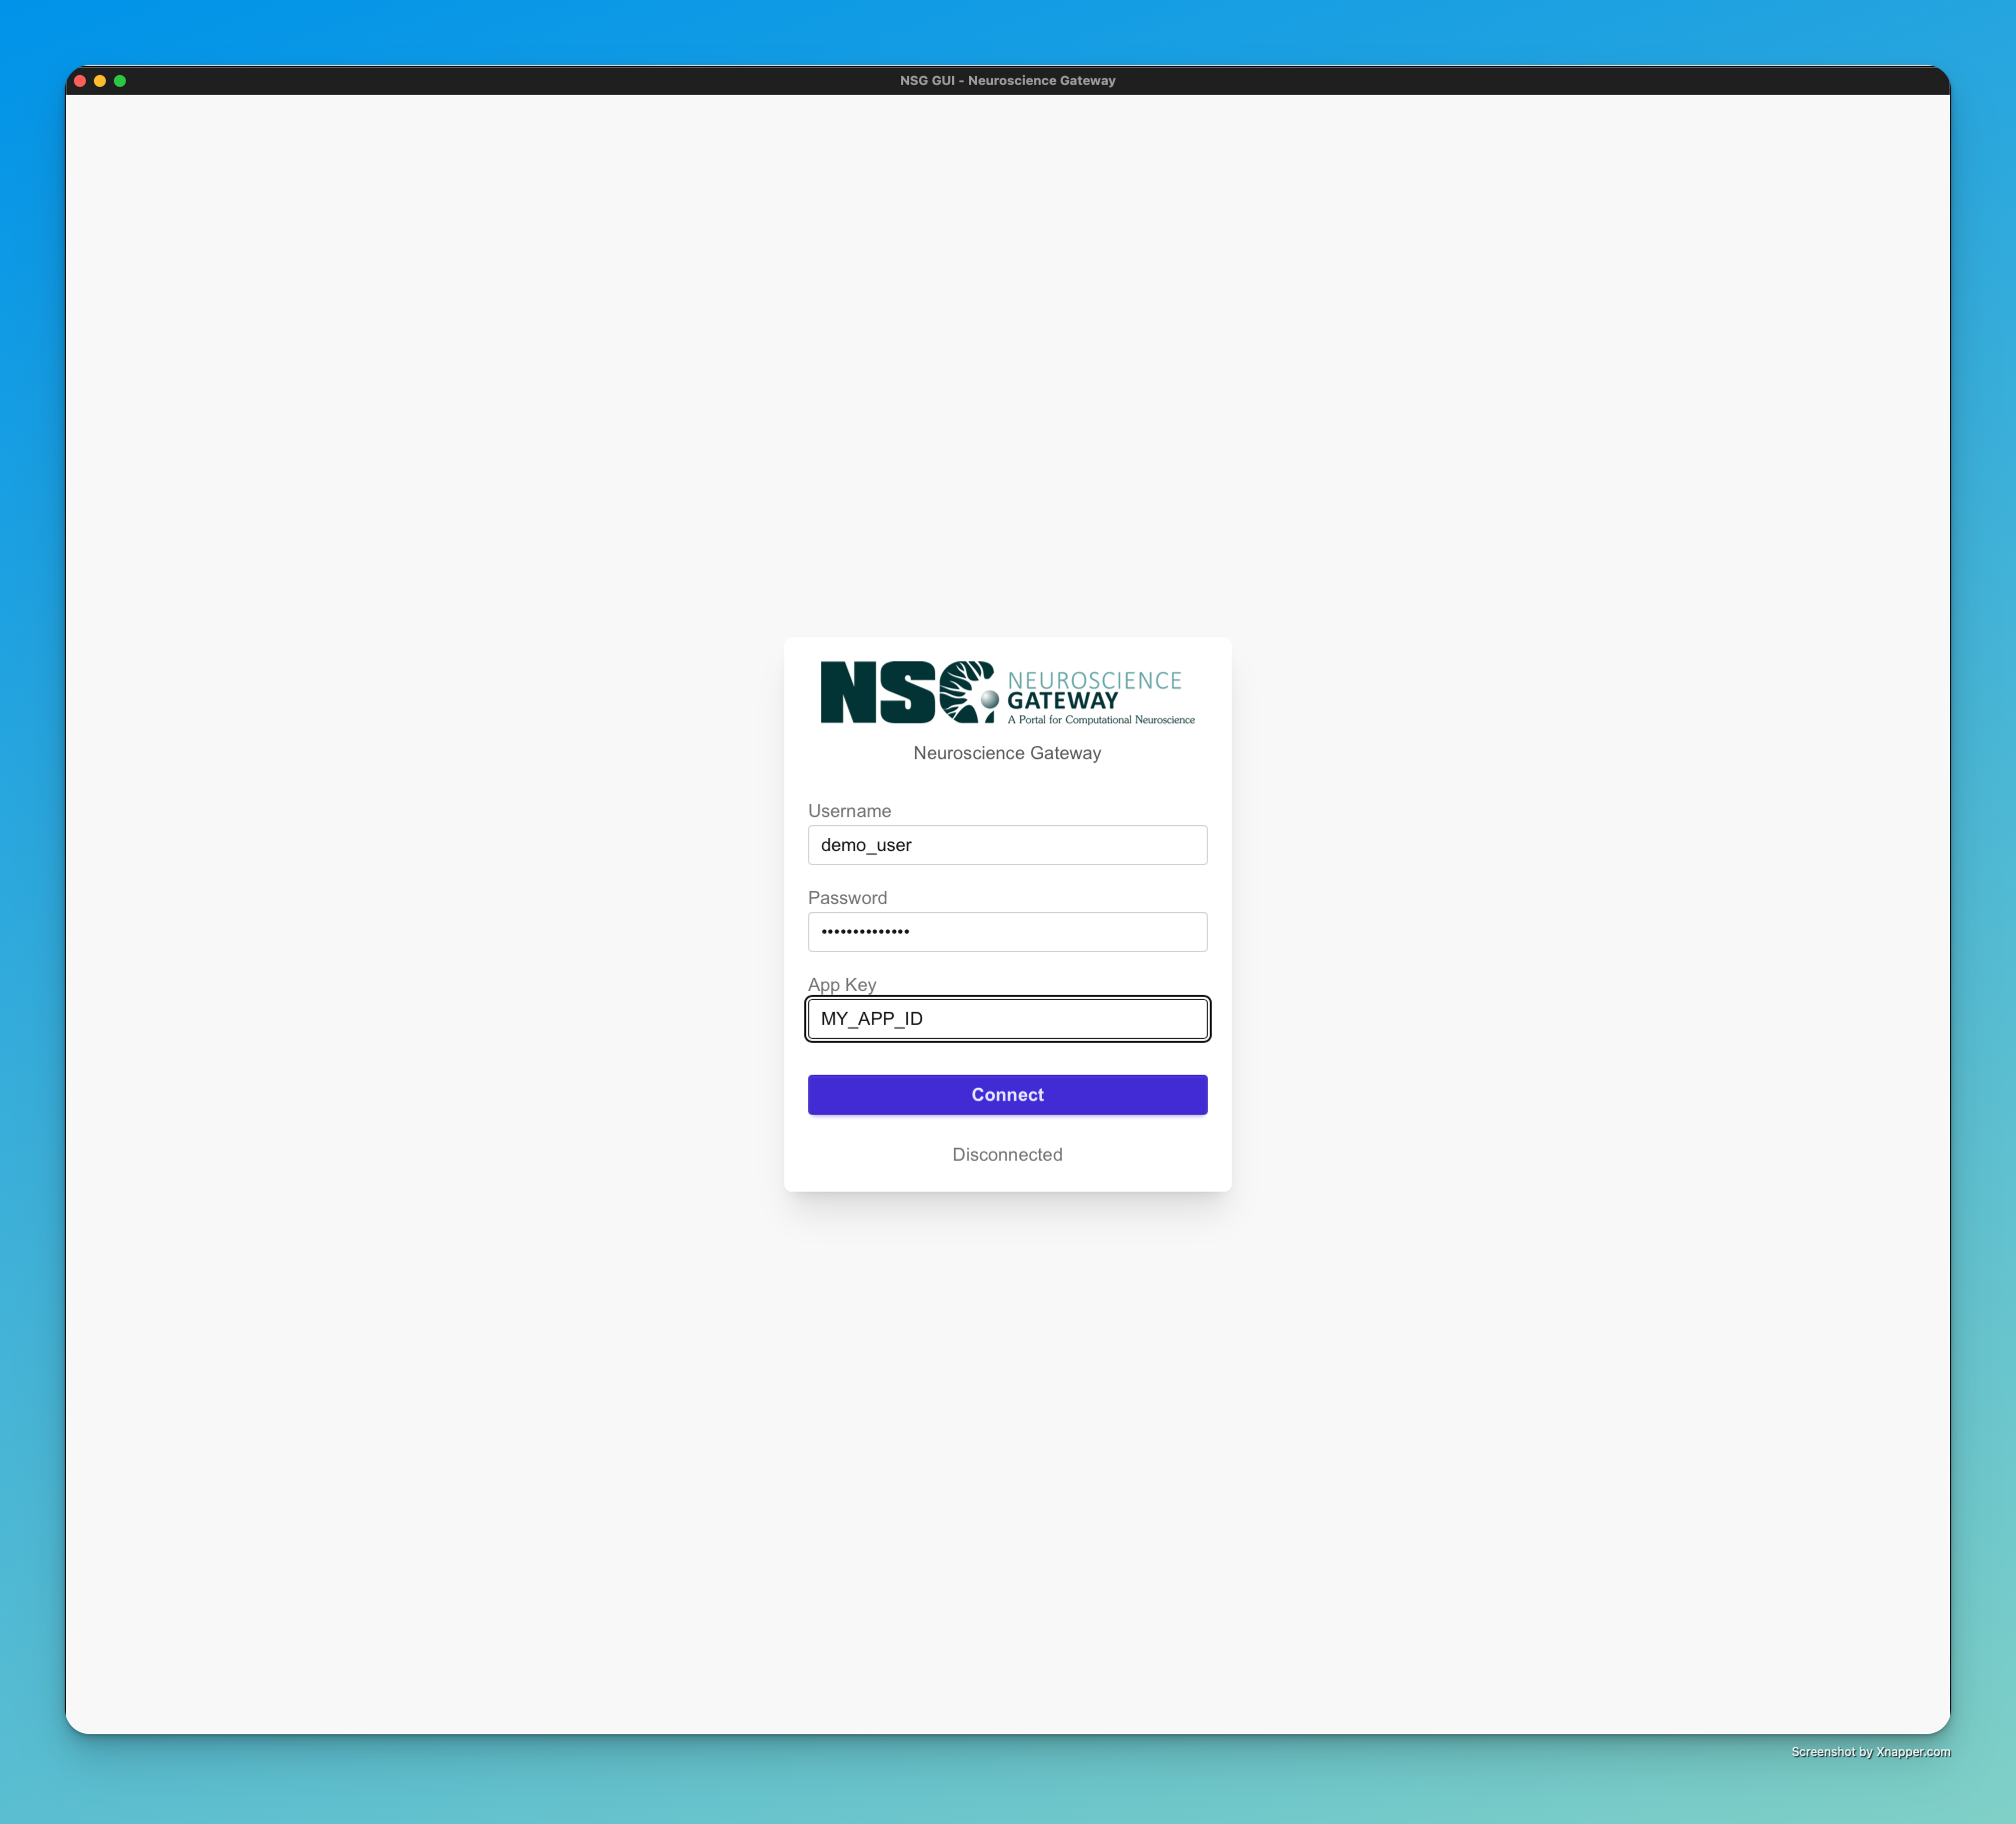 NSG GUI - Neuroscience Gateway
NSG NEUROSCIENCE
GATEWAY
A Portal for Computational Neuroscience
Neuroscience Gateway
Username
demo_user
Password
••••••••••••••
App Key
MY_APP_ID
Connect
Disconnected
Screenshot by Xnapper.com